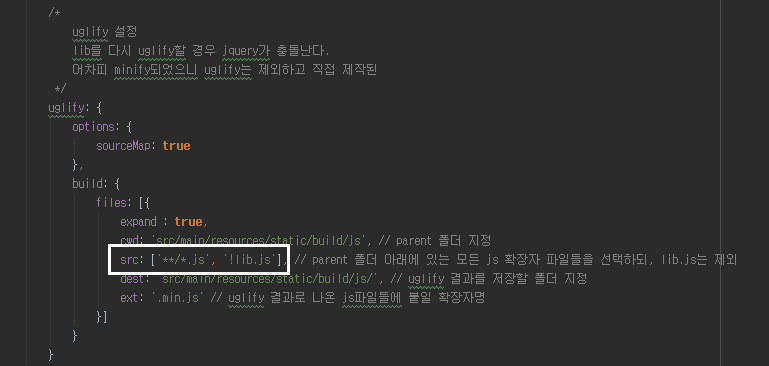 /*
uglify 설정
lib를 다시 uglify할 경우 jquery가 충돌난다.
어차피 minify되었으니 uglify는 제외하고 직접 제작된
*/
uglify: {
options: {
sourceMap: true
},
build: {
files: [{
expand : true,
cwd: 'src/main/resources/static/build/js', // parent 폴더 지정
src: ['**/*.js', '!lib.js'], // parent 폴더 아래에 있는 모든 js 확장자 파일들을 선택하되, lib.js는 제외
dest: 'src/main/resources/static/build/js/', // uglify 결과를 저장할 폴더 지정
ext: '.min.js' // uglify 결과로 나온 js파일들에 붙일 확장자명
}]
}
}